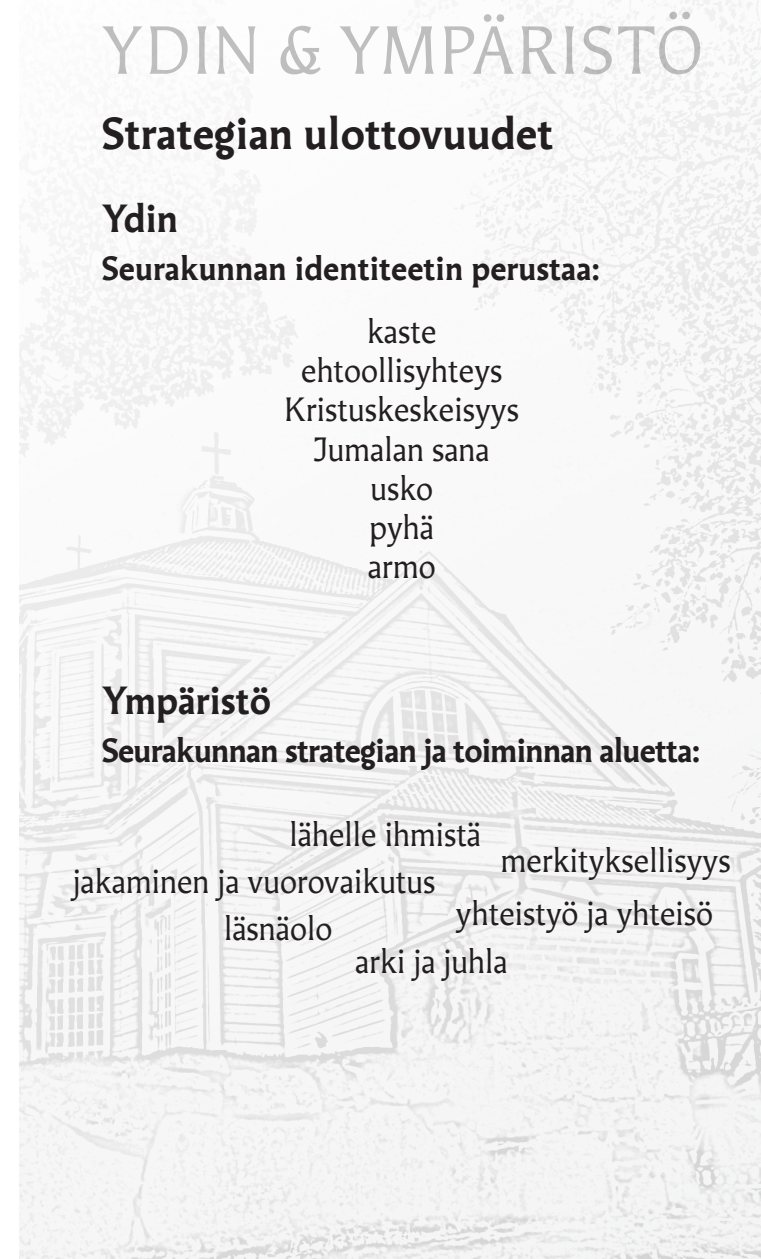 YDIN & YMPÄRISTÖ
Strategian ulottovuudet
Ydin
Seurakunnan identiteetin perustaa:
kaste
ehtoollisyhteys
Kristuskeskeisyys
Jumalan sana
usko
pyhä
armo
Ympäristö
Seurakunnan strategian ja toiminnan aluetta:
lähelle ihmistä
merkityksellisyys
jakaminen ja vuorovaikutus
yhteistyö ja yhteisö
läsnäolo
arki ja juhla